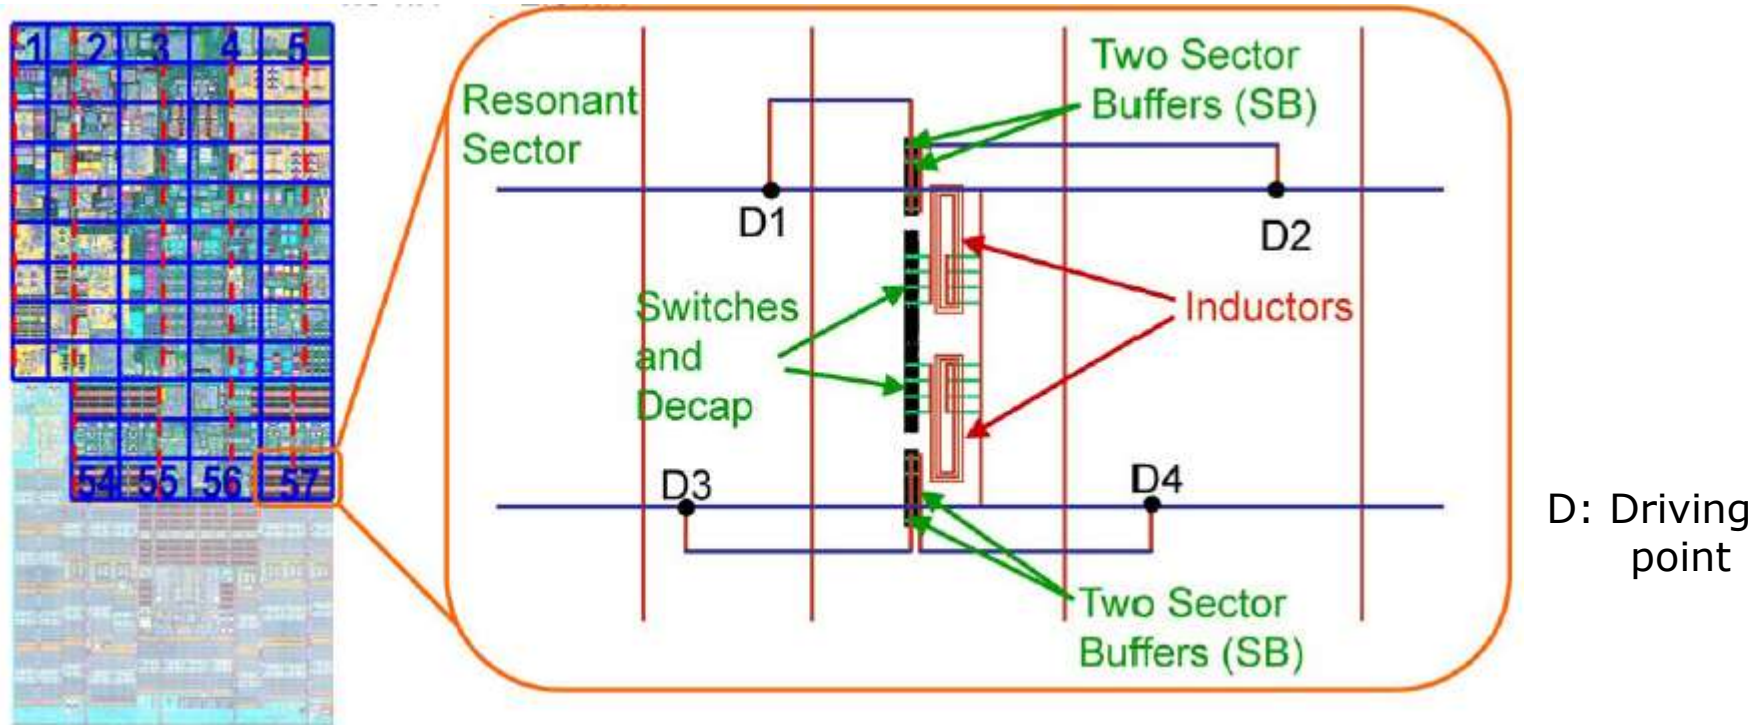 1 2 3 4 5
54 55 56 57
Resonant
Sector
Two Sector
Buffers (SB)
D1
D2
Switches
and
Decap
Inductors
D3
D4
Two Sector
Buffers (SB)
D: Driving
point